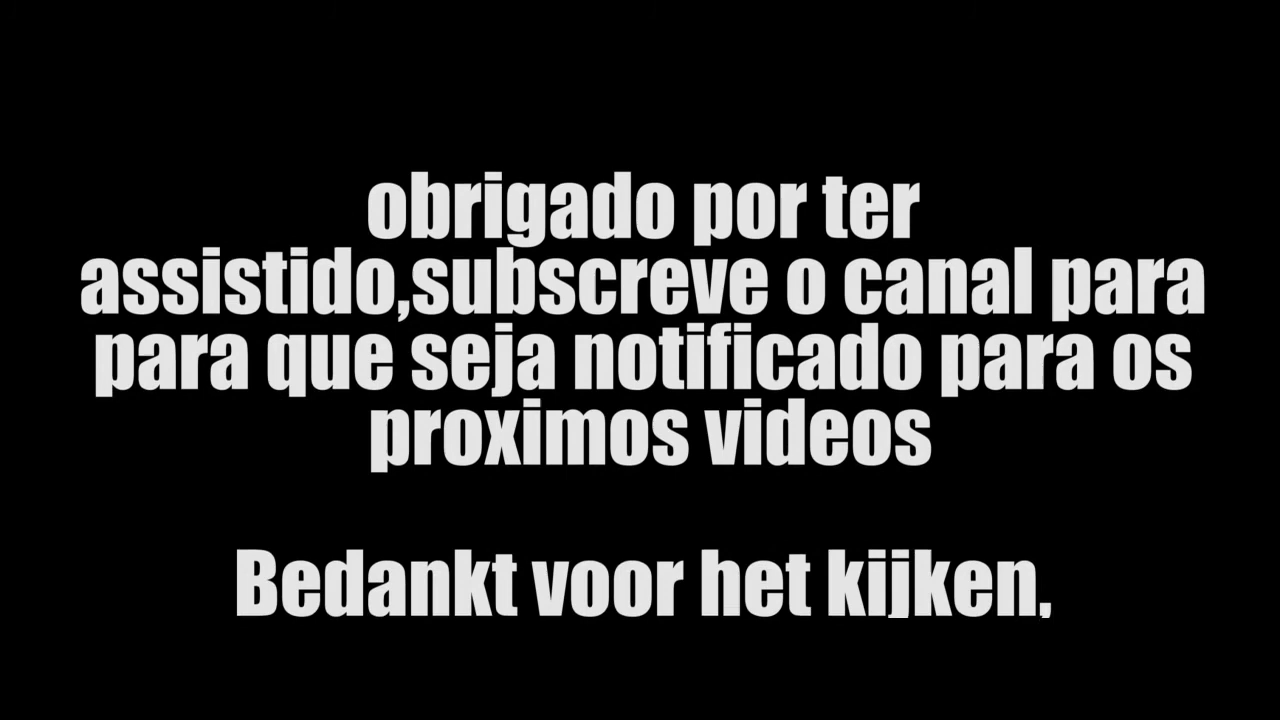 obrigado por ter
assistido,subscreve o canal para
para que seja notificado para os
proximos videos
Bedankt voor het kijken,